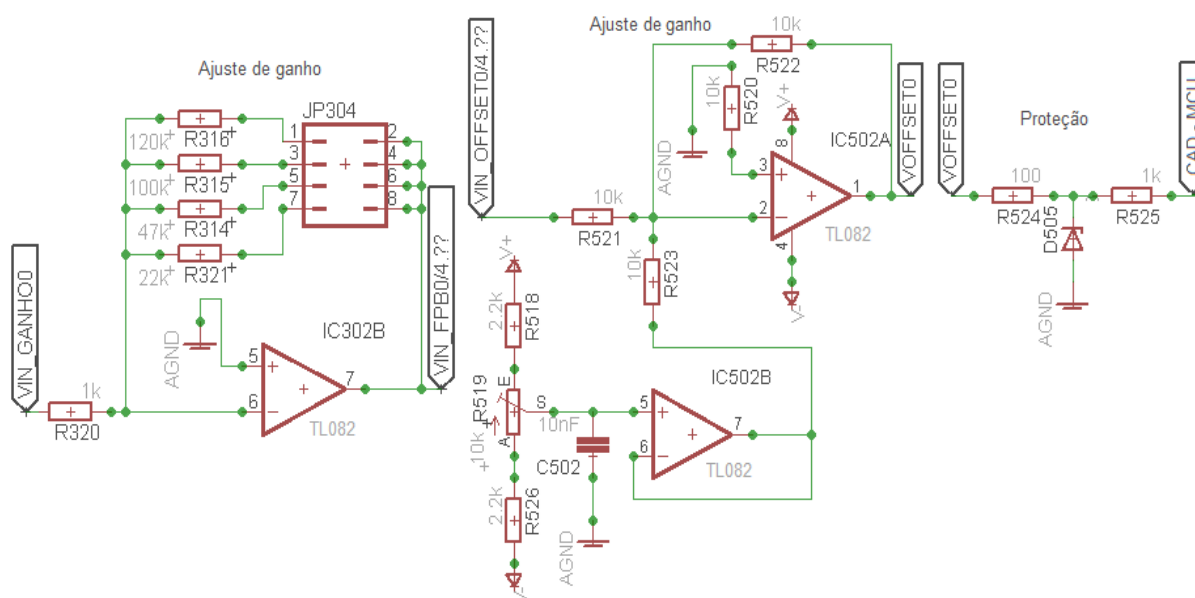 Ajuste de ganho
JP304
120k
R316
1
2
100k
R315
3
4
47k
R314
5
6
22k
R321
7
8
VIN_GANHO0
AGND
IC302B
5
6
7
TL082
1k
R320
VIN_FPB0/4.??
Ajuste de ganho
VIN_OFFSET0/4.??
10k
R522
10k
R520
AGND
V+
8
IC502A
3
2
1
4
TL082
V-
10k
R521
10k
R523
VOFFSET0
V+
2.2k
R518
E
R519
S
10k
A
2.2k
R526
V-
10nF
C502
AGND
IC502B
5
6
7
TL082
Proteção
VOFFSET0
100
R524
D505
AGND
1k
R525
CAD - MCU